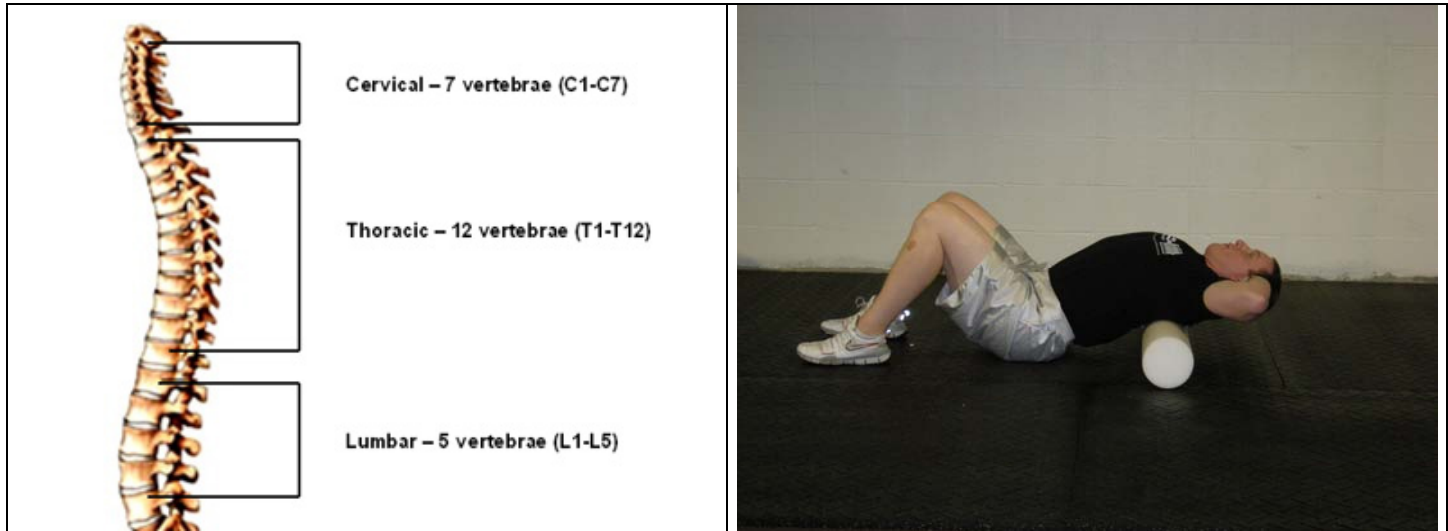 Cervical – 7 vertebrae (C1-C7)
Thoracic – 12 vertebrae (T1-T12)
Lumbar – 5 vertebrae (L1-L5)